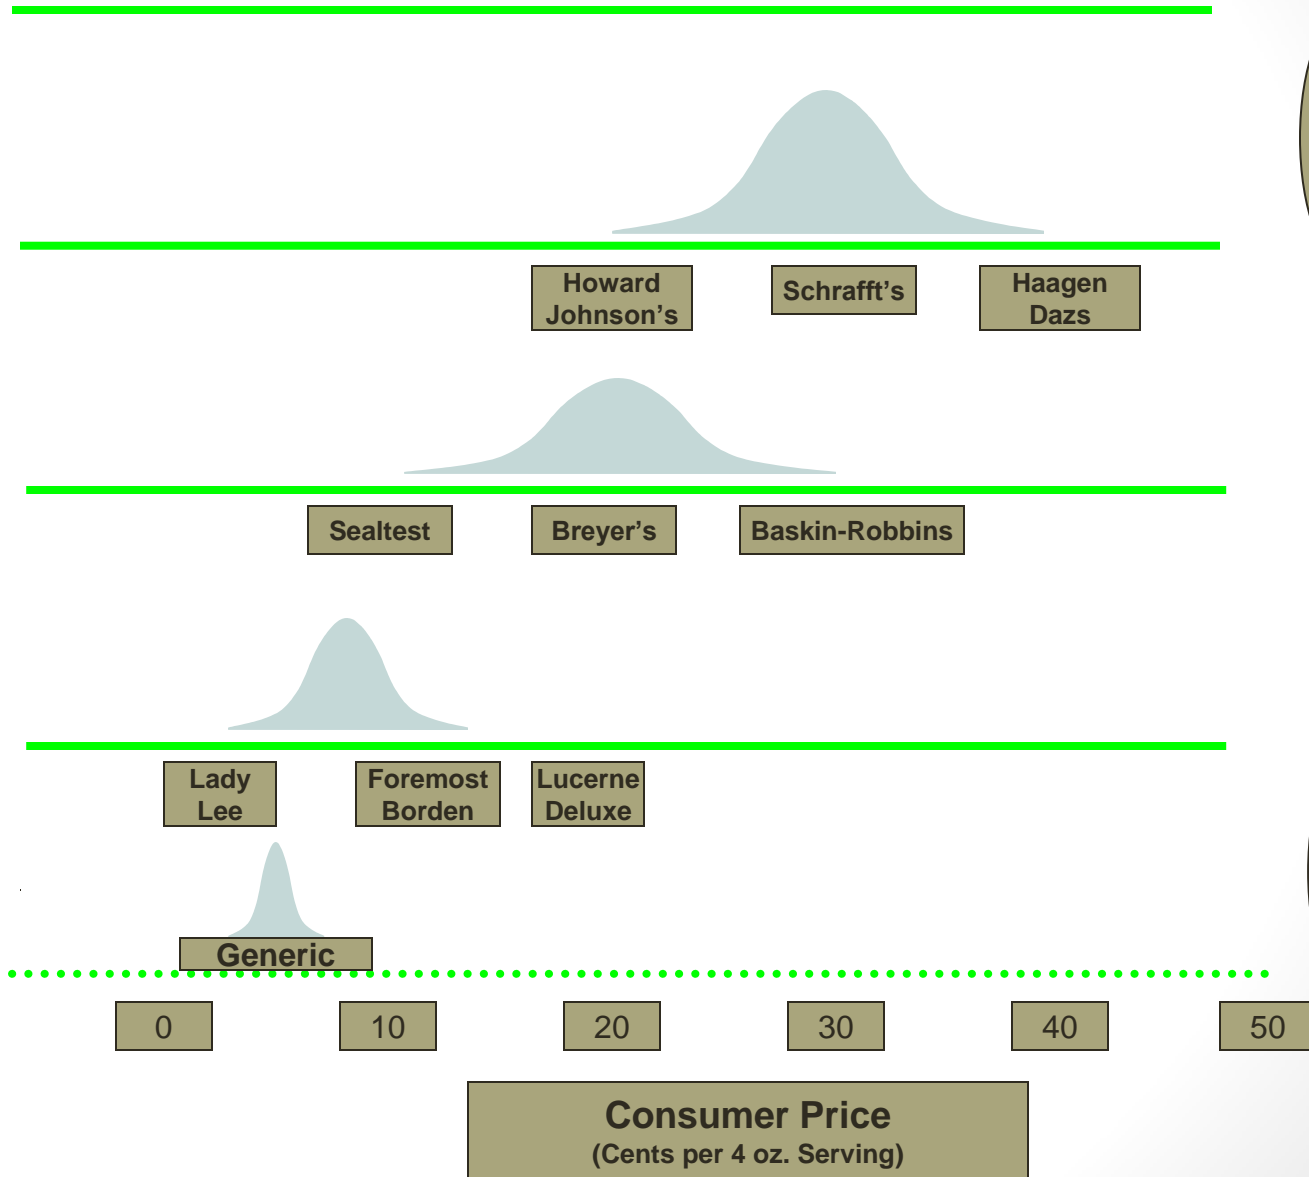 Howard
Johnson's
Schrafft's
Haagen
Dazs
Sealtest
Breyer's
Baskin-Robbins
Lady
Lee
Foremost
Borden
Lucerne
Deluxe
Generic
0 10 20 30 40 50
Consumer Price
(Cents per 4 oz. Serving)